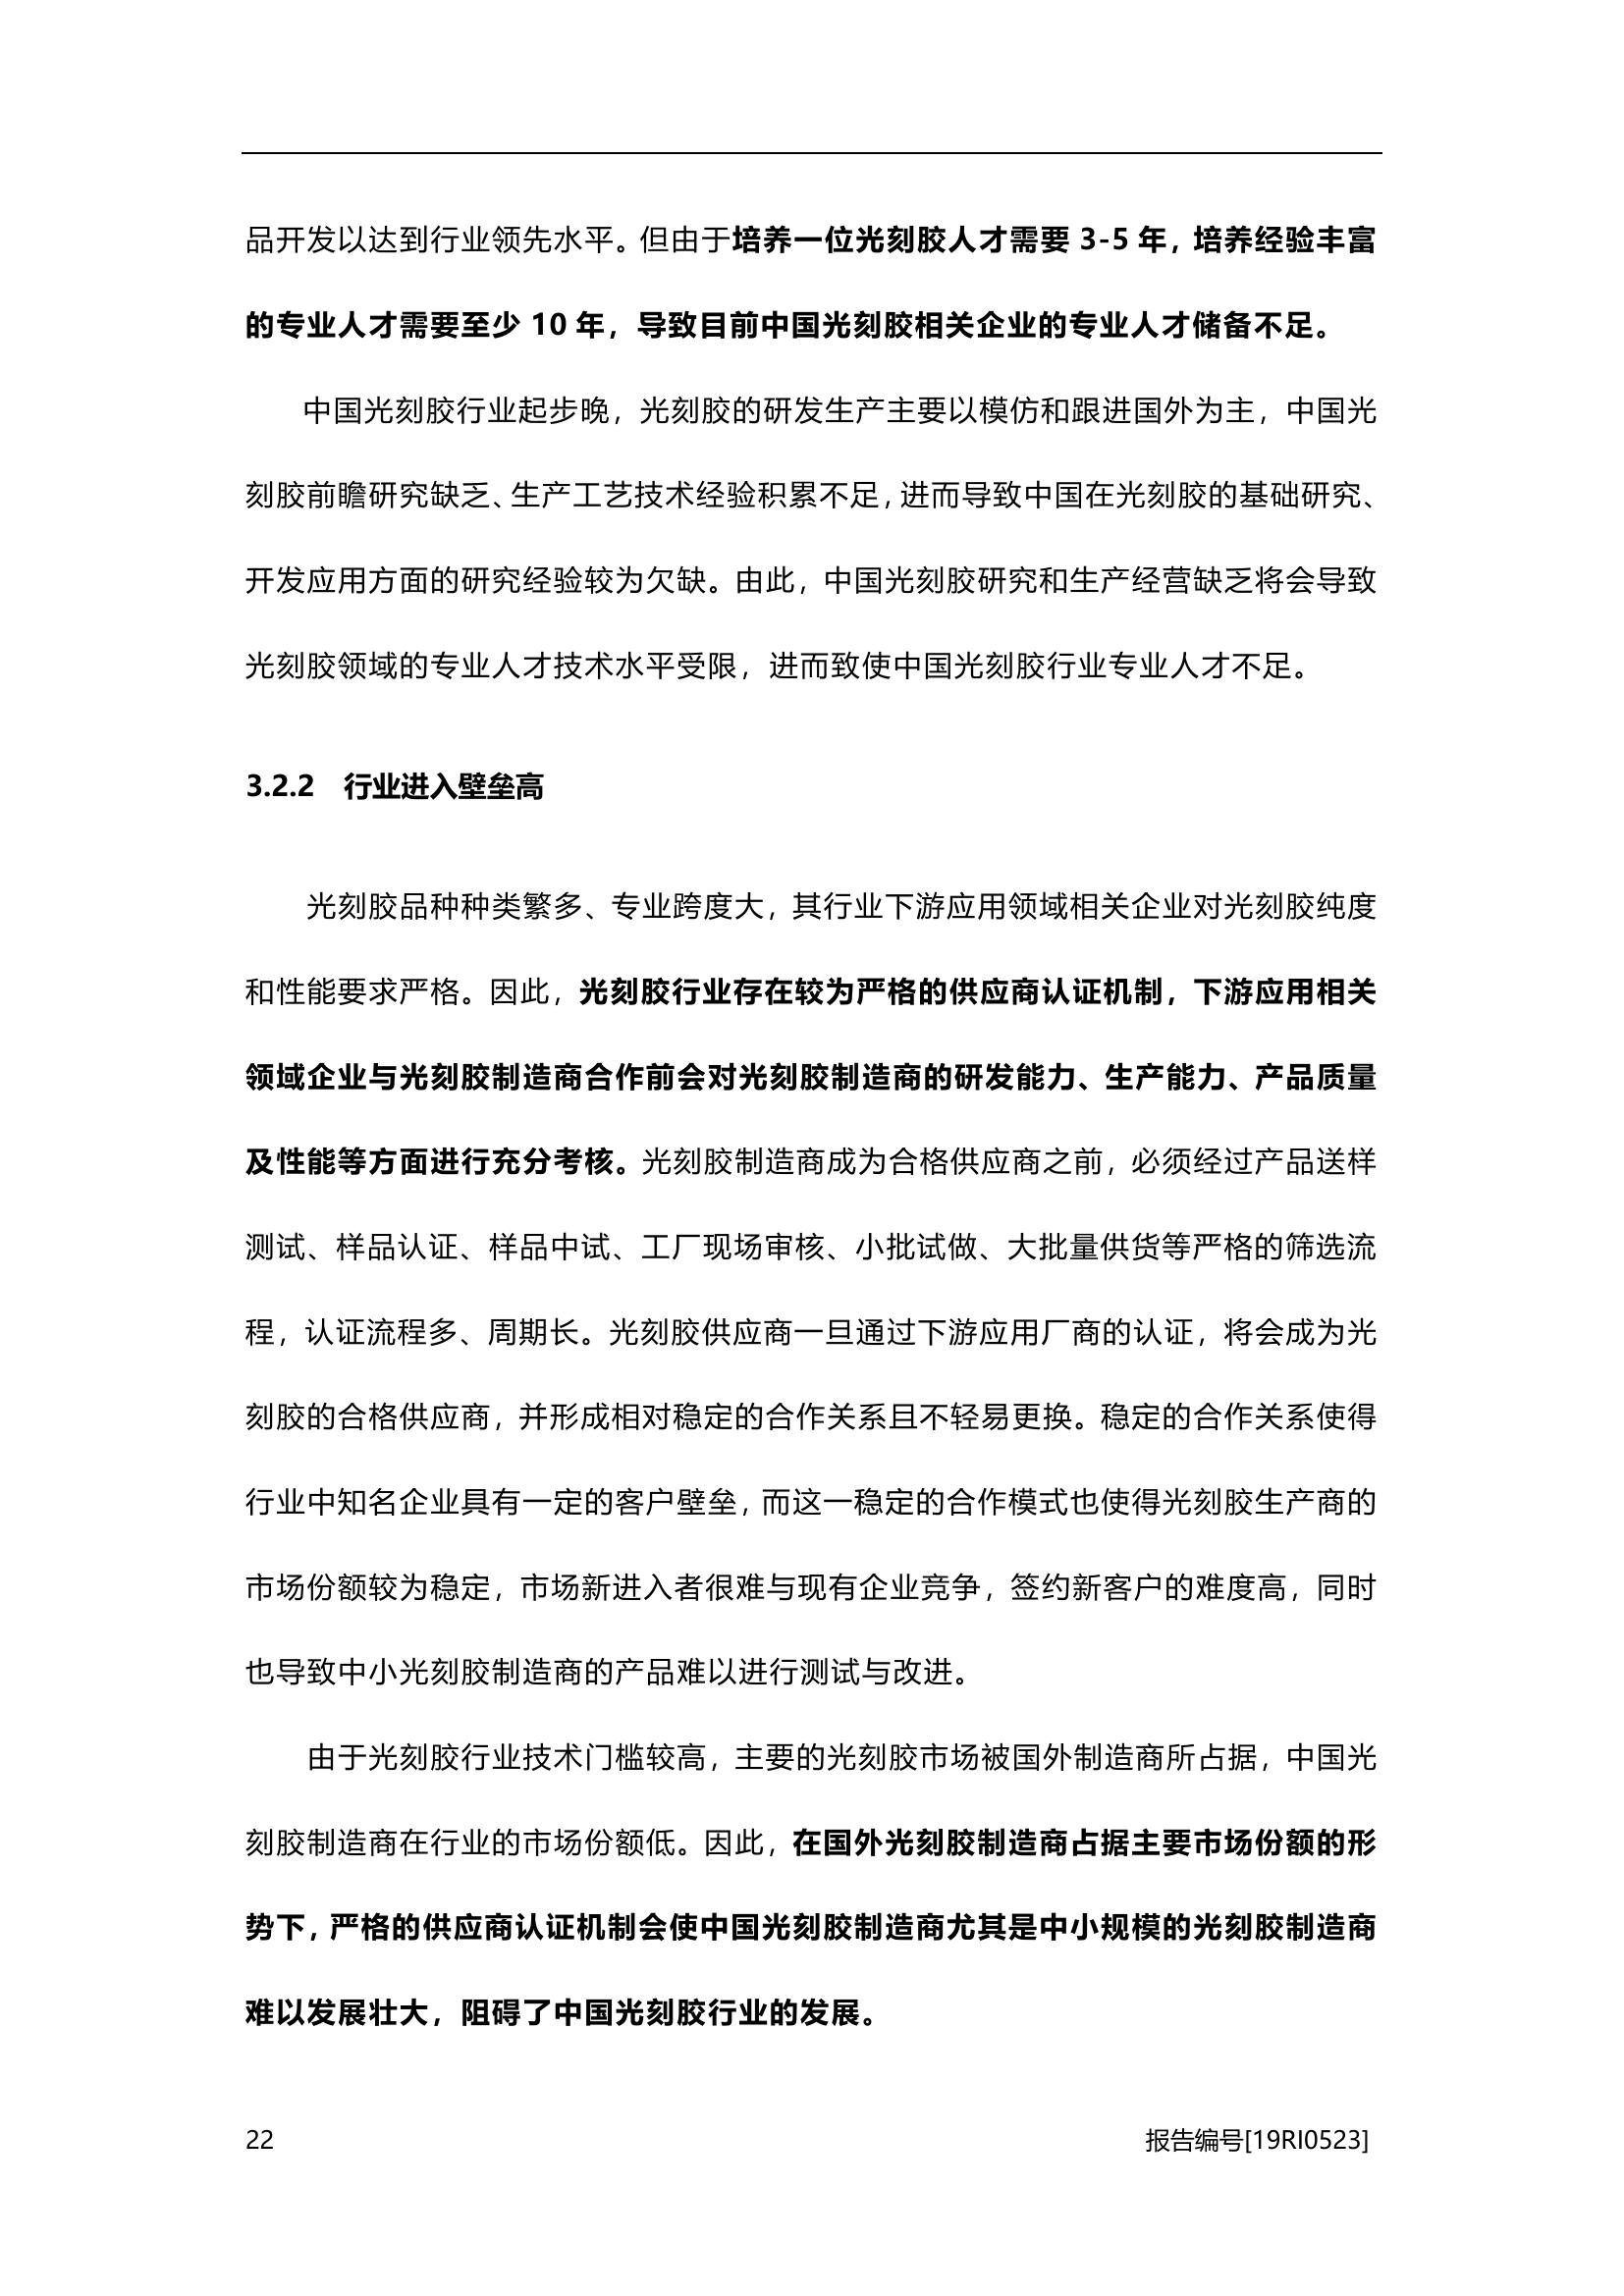 品开发以达到行业领先水平。但由于培养一位光刻胶人才需要 3-5 年，培养经验丰富
的专业人才需要至少 10 年，导致目前中国光刻胶相关企业的专业人才储备不足。
中国光刻胶行业起步晚，光刻胶的研发生产主要以模仿和跟进国外为主，中国光
刻胶前瞻研究缺乏、生产工艺技术经验积累不足，进而导致中国在光刻胶的基础研究、
开发应用方面的研究经验较为欠缺。由此，中国光刻胶研究和生产经营缺乏将会导致
光刻胶领域的专业人才技术水平受限，进而致使中国光刻胶行业专业人才不足。
3.2.2 行业进入壁垒高
光刻胶品种种类繁多、专业跨度大，其行业下游应用领域相关企业对光刻胶纯度
和性能要求严格。因此，光刻胶行业存在较为严格的供应商认证机制，下游应用相关
领域企业与光刻胶制造商合作前会对光刻胶制造商的研发能力、生产能力、产品质量
及性能等方面进行充分考核。光刻胶制造商成为合格供应商之前，必须经过产品送样
测试、样品认证、样品中试、工厂现场审核、小批试做、大批量供货等严格的筛选流
程，认证流程多、周期长。光刻胶供应商一旦通过下游应用厂商的认证，将会成为光
刻胶的合格供应商，并形成相对稳定的合作关系且不轻易更换。稳定的合作关系使得
行业中知名企业具有一定的客户壁垒，而这一稳定的合作模式也使得光刻胶生产商的
市场份额较为稳定，市场新进入者很难与现有企业竞争，签约新客户的难度高，同时
也导致中小光刻胶制造商的产品难以进行测试与改进。
由于光刻胶行业技术门槛较高，主要的光刻胶市场被国外制造商所占据，中国光
刻胶制造商在行业的市场份额低。因此，在国外光刻胶制造商占据主要市场份额的形
势下，严格的供应商认证机制会使中国光刻胶制造商尤其是中小规模的光刻胶制造商
难以发展壮大，阻碍了中国光刻胶行业的发展。
22 报告编号[19RI0523]